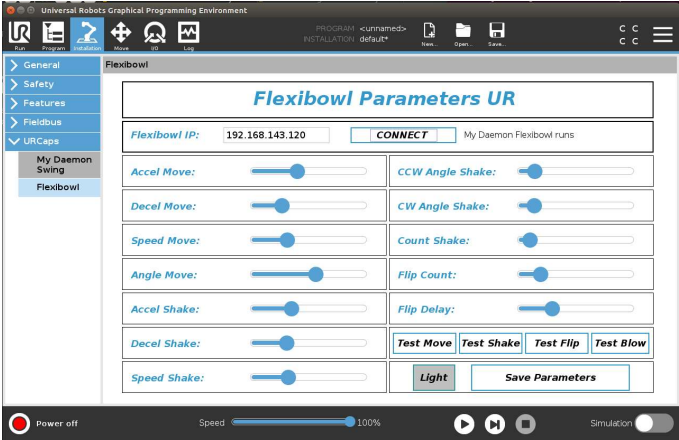 Universal Robots Graphical Programming Environment
PROGRAM <unnamed>
INSTALLATION default*
Run Program Installation Move I/O Log New... Open... Save...
C C
C C
General
Safety
Features
Fieldbus
URCaps
My Daemon
Swing
Flexibowl
Flexibowl
Flexibowl Parameters UR
Flexibowl IP: 192.168.143.120 CONNECT My Daemon Flexibowl runs
Accel Move: CCW Angle Shake:
Decel Move: CW Angle Shake:
Speed Move: Count Shake:
Angle Move: Flip Count:
Accel Shake: Flip Delay:
Decel Shake: Test Move Test Shake Test Flip Test Blow
Speed Shake: Light Save Parameters
Power off Speed 100% Simulation